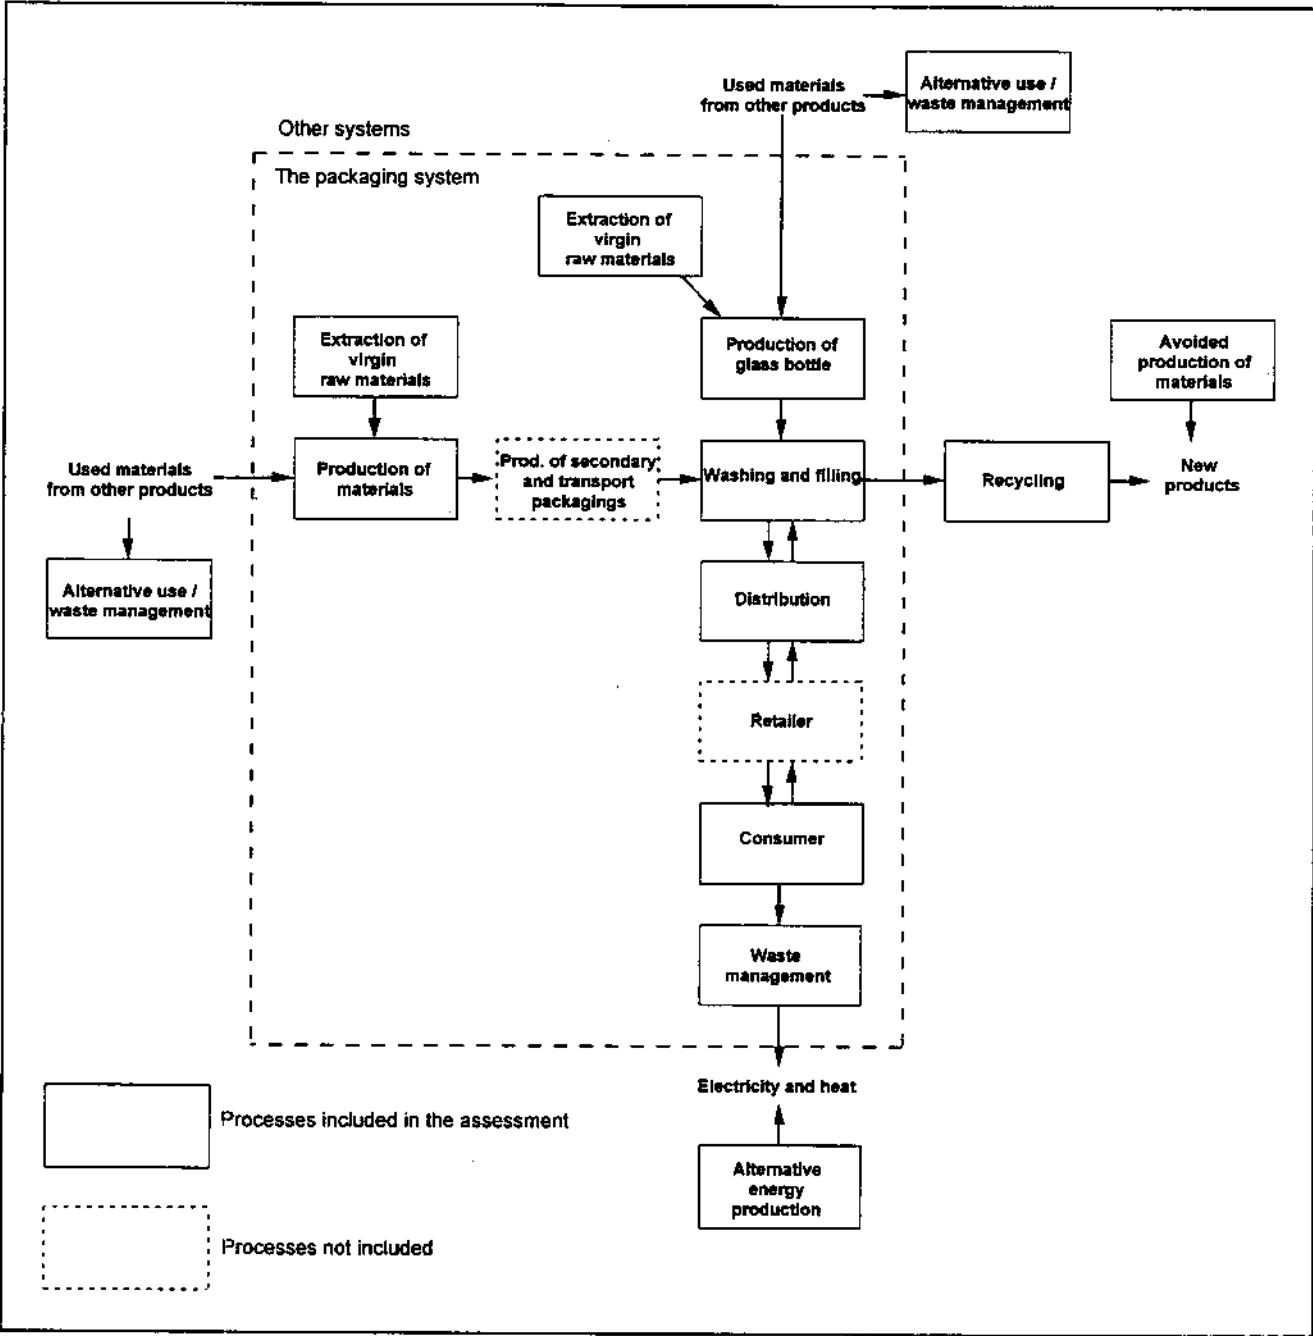 Used materials
from other products
Alternative use /
waste management
Other systems
The packaging system
Extraction of
virgin
raw materials
Extraction of
virgin
raw materials
Production of
glass bottle
Avoided
production of
materials
Used materials
from other products
Production of
materials
Prod. of secondary
and transport
packagings
Washing and filling
Recycling
New
products
Alternative use /
waste management
Distribution
Retailer
Consumer
Waste
management
Electricity and heat
Processes included in the assessment
Alternative
energy
production
Processes not included